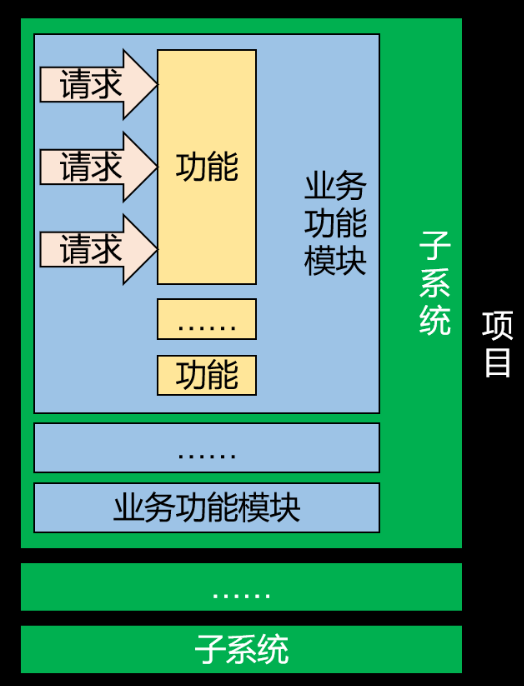 请求
请求
请求
功能
……
功能
业务
功能
模块
……
业务功能模块
子系统
……
子系统
项目